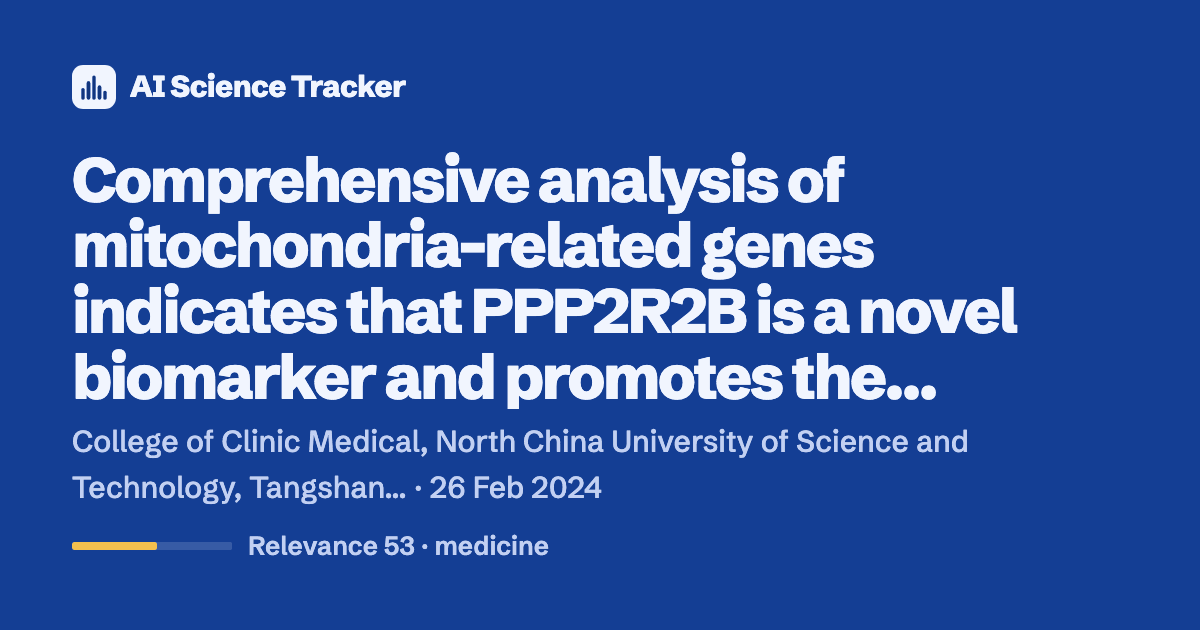 AI Science Tracker
Comprehensive analysis of
mitochondria-related genes
indicates that PPP2R2B is a novel
biomarker and promotes the...
College of Clinic Medical, North China University of Science and
Technology, Tangshan... · 26 Feb 2024
Relevance 53 · medicine